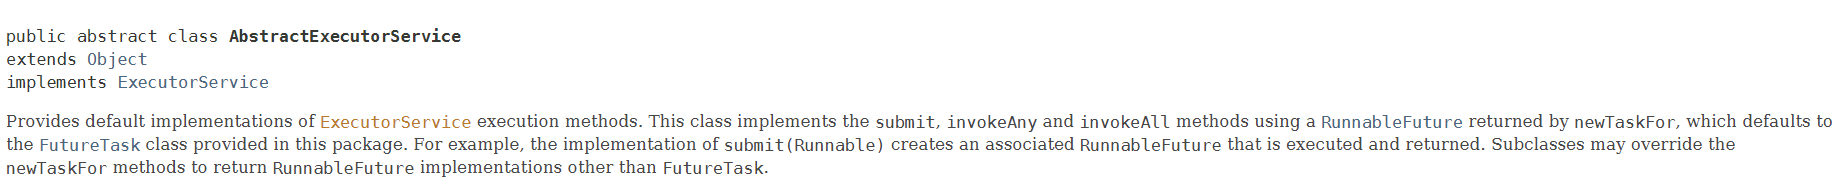 public abstract class AbstractExecutorService
extends Object
implements ExecutorService
Provides default implementations of ExecutorService execution methods. This class implements the submit, invokeAny and invokeAll methods using a RunnableFuture returned by newTaskFor, which defaults to
the FutureTask class provided in this package. For example, the implementation of submit(Runnable) creates an associated RunnableFuture that is executed and returned. Subclasses may override the
newTaskFor methods to return RunnableFuture implementations other than FutureTask.